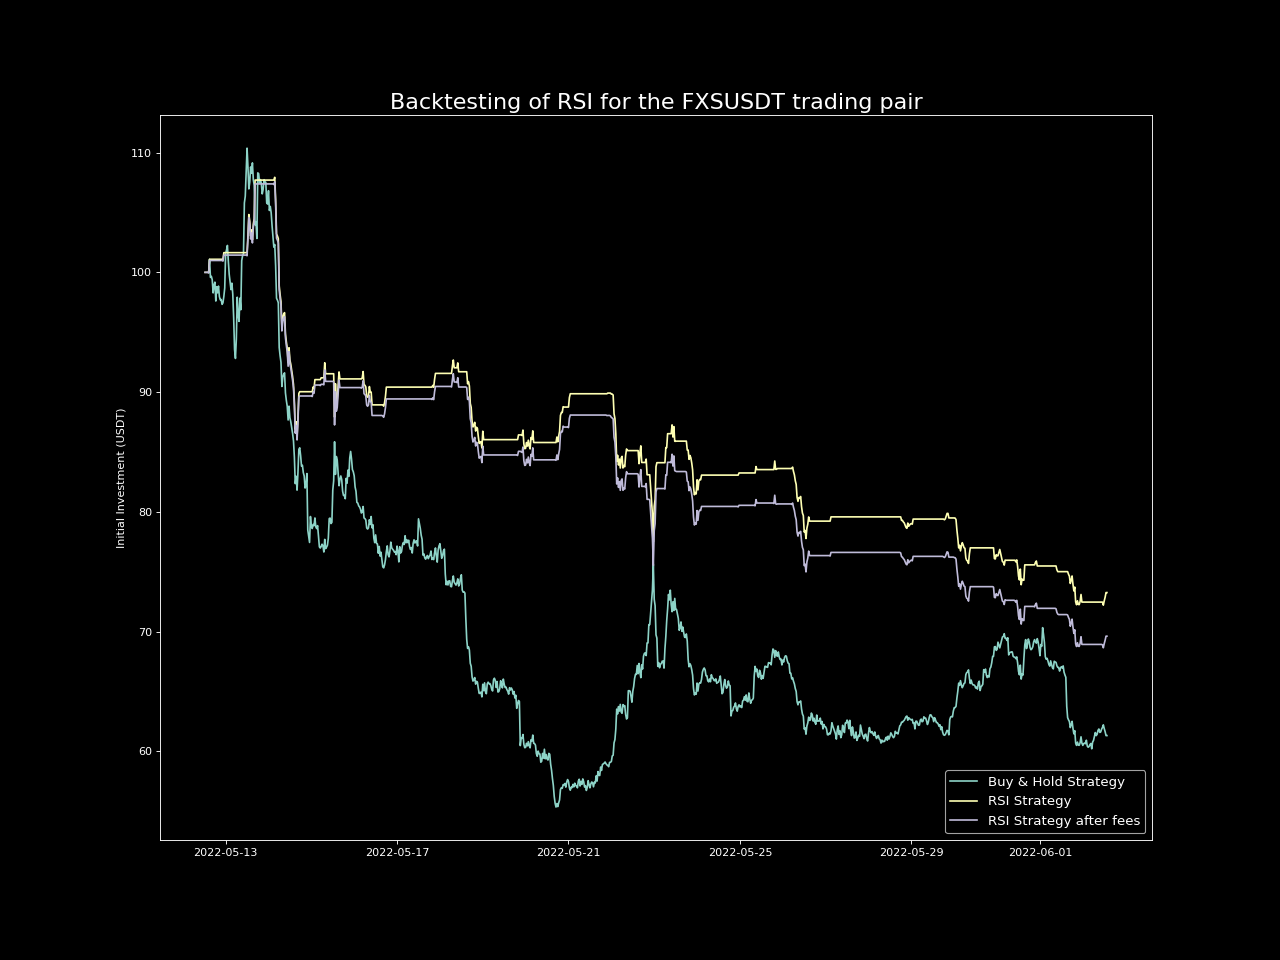 Backtesting of RSI for the FXSUSDT trading pair
110
100
90
80
70
60
Initial Investment (USDT)
2022-05-13
2022-05-17
2022-05-21
2022-05-25
2022-05-29
2022-06-01
Buy & Hold Strategy
RSI Strategy
RSI Strategy after fees